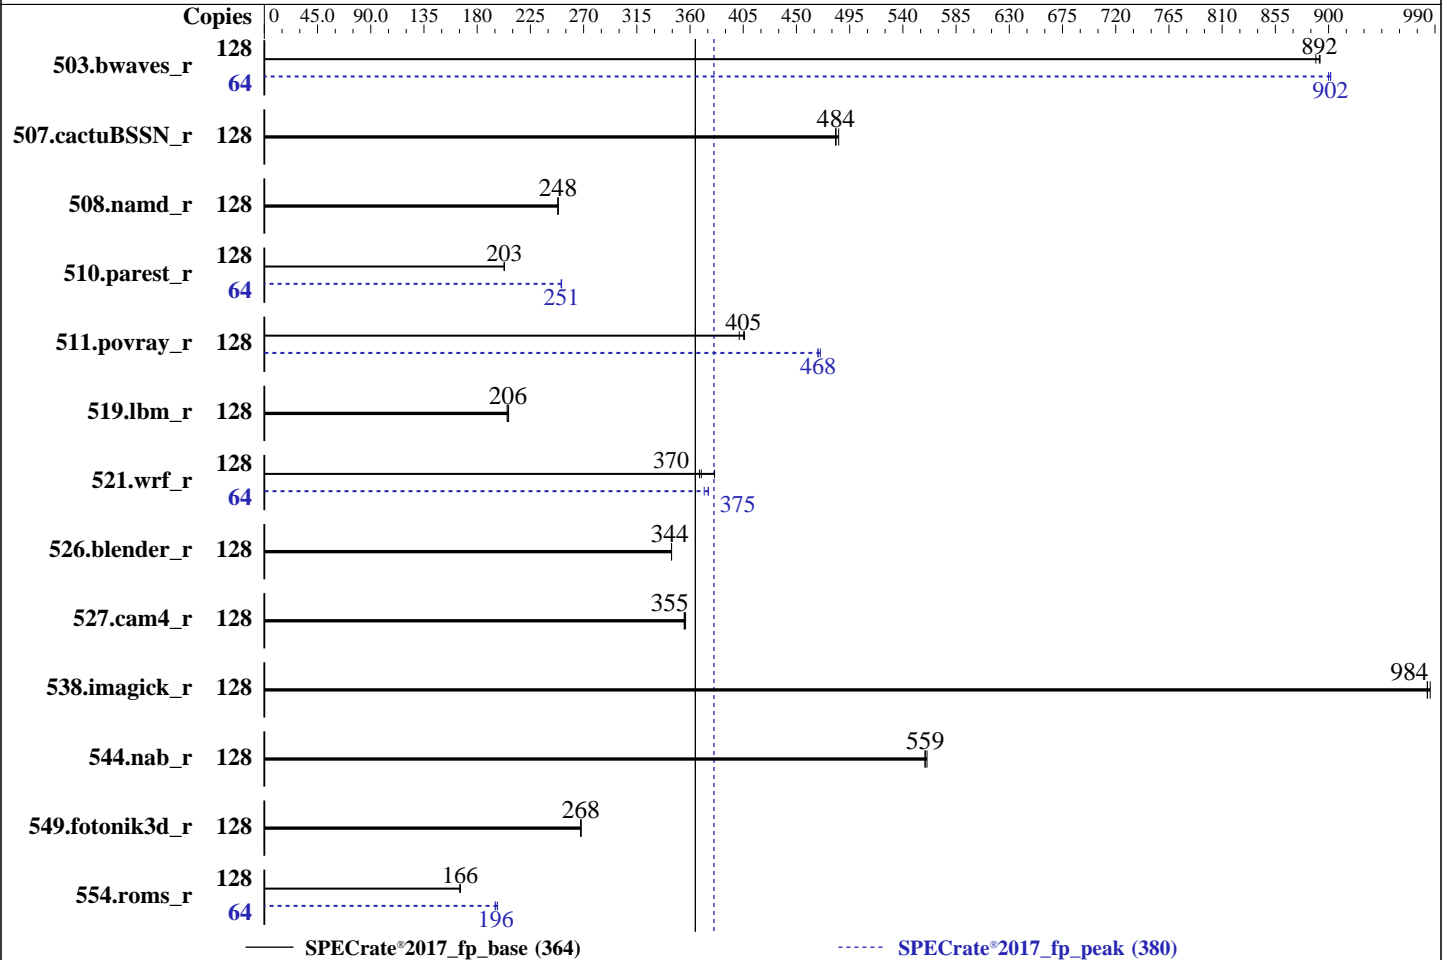 Copies 0 45.0 90.0 135 180 225 270 315 360 405 450 495 540 585 630 675 720 765 810 855 900 990
503.bwaves_r 128 892
64 902
507.cactuBSSN_r 128 484
508.namd_r 128 248
510.parest_r 128 203
64 251
511.povray_r 128 405
468
519.lbm_r 128 206
521.wrf_r 128 370
64 375
526.blender_r 128 344
527.cam4_r 128 355
538.imagick_r 128 984
544.nab_r 128 559
549.fotonik3d_r 128 268
554.roms_r 128 166
64 196
SPECrate®2017_fp_base (364) SPECrate®2017_fp_peak (380)